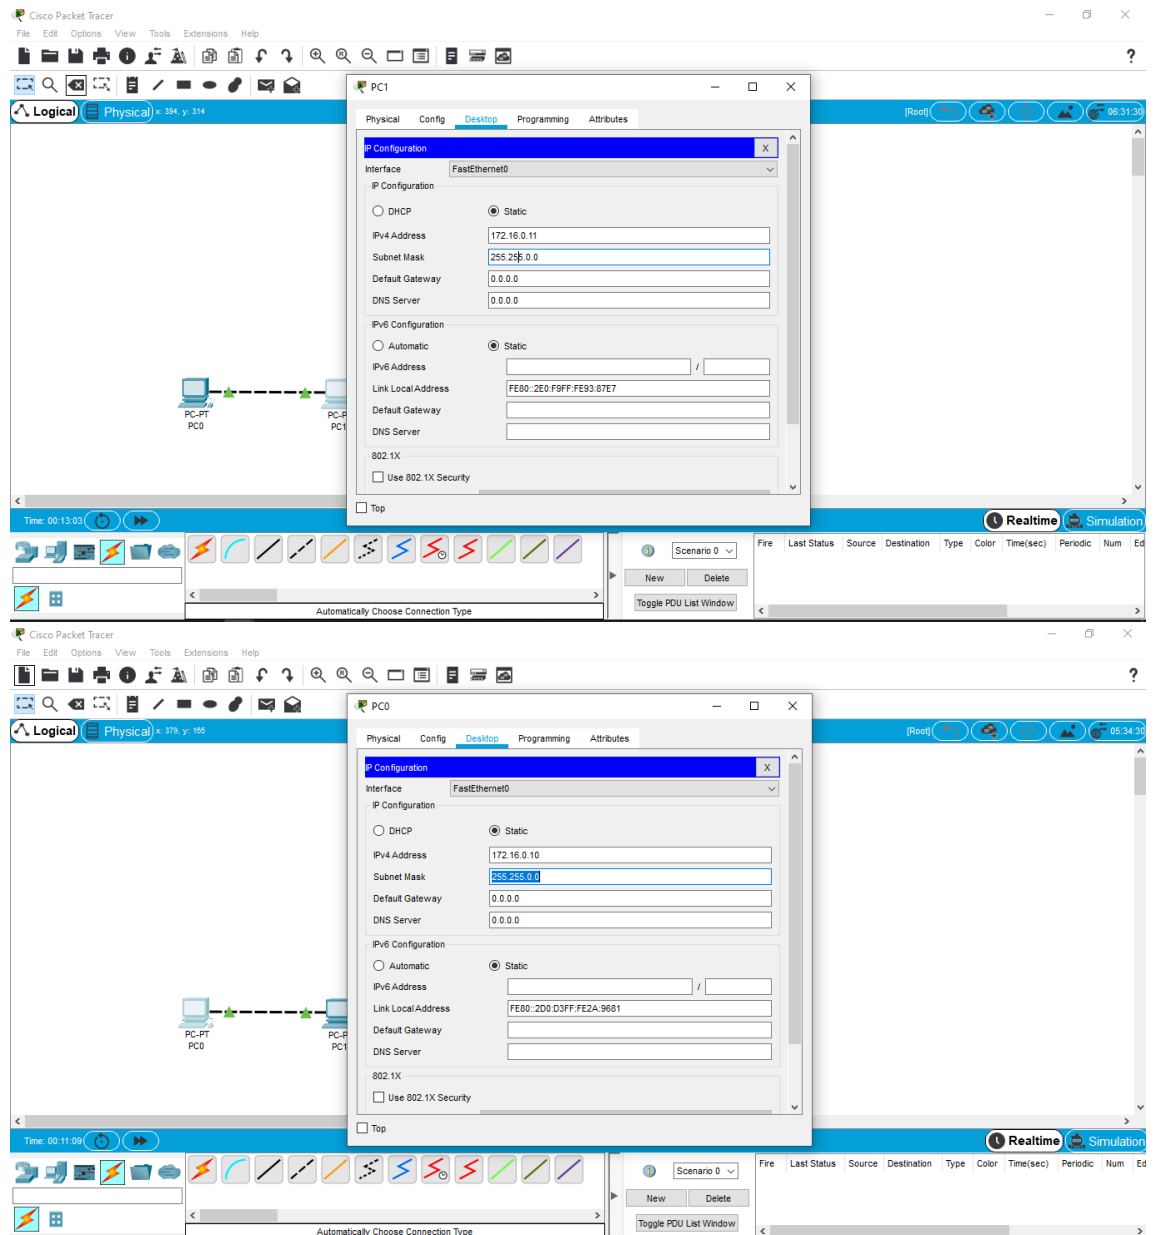 Cisco Packet Tracer
File Edit Options View Tools Extensions Help
?
PC1
Logical Physical x: 394, y: 314
[Root] 06:31:30
Physical Config Desktop Programming Attributes
IP Configuration X
Interface FastEthernet0
IP Configuration
DHCP Static
IPv4 Address 172.16.0.11
Subnet Mask 255.255.0.0
Default Gateway 0.0.0.0
DNS Server 0.0.0.0
IPv6 Configuration
Automatic Static
IPv6 Address /
Link Local Address FE80::2E0:F9FF:FE93:87E7
Default Gateway
DNS Server
802.1X
Use 802.1X Security
Top
PC-PT
PC0
PC-P
PC1
Time: 00:13:03
Realtime Simulation
Scenario 0
New Delete
Toggle PDU List Window
Fire Last Status Source Destination Type Color Time(sec) Periodic Num Ed
Automatically Choose Connection Type
Cisco Packet Tracer
File Edit Options View Tools Extensions Help
?
PC0
Logical Physical x: 379, y: 165
[Root] 05:34:30
Physical Config Desktop Programming Attributes
IP Configuration X
Interface FastEthernet0
IP Configuration
DHCP Static
IPv4 Address 172.16.0.10
Subnet Mask 255.255.0.0
Default Gateway 0.0.0.0
DNS Server 0.0.0.0
IPv6 Configuration
Automatic Static
IPv6 Address /
Link Local Address FE80::2D0:D3FF:FE2A:9681
Default Gateway
DNS Server
802.1X
Use 802.1X Security
Top
PC-PT
PC0
PC-P
PC1
Time: 00:11:09
Realtime Simulation
Scenario 0
New Delete
Toggle PDU List Window
Fire Last Status Source Destination Type Color Time(sec) Periodic Num Ed
Automatically Choose Connection Type